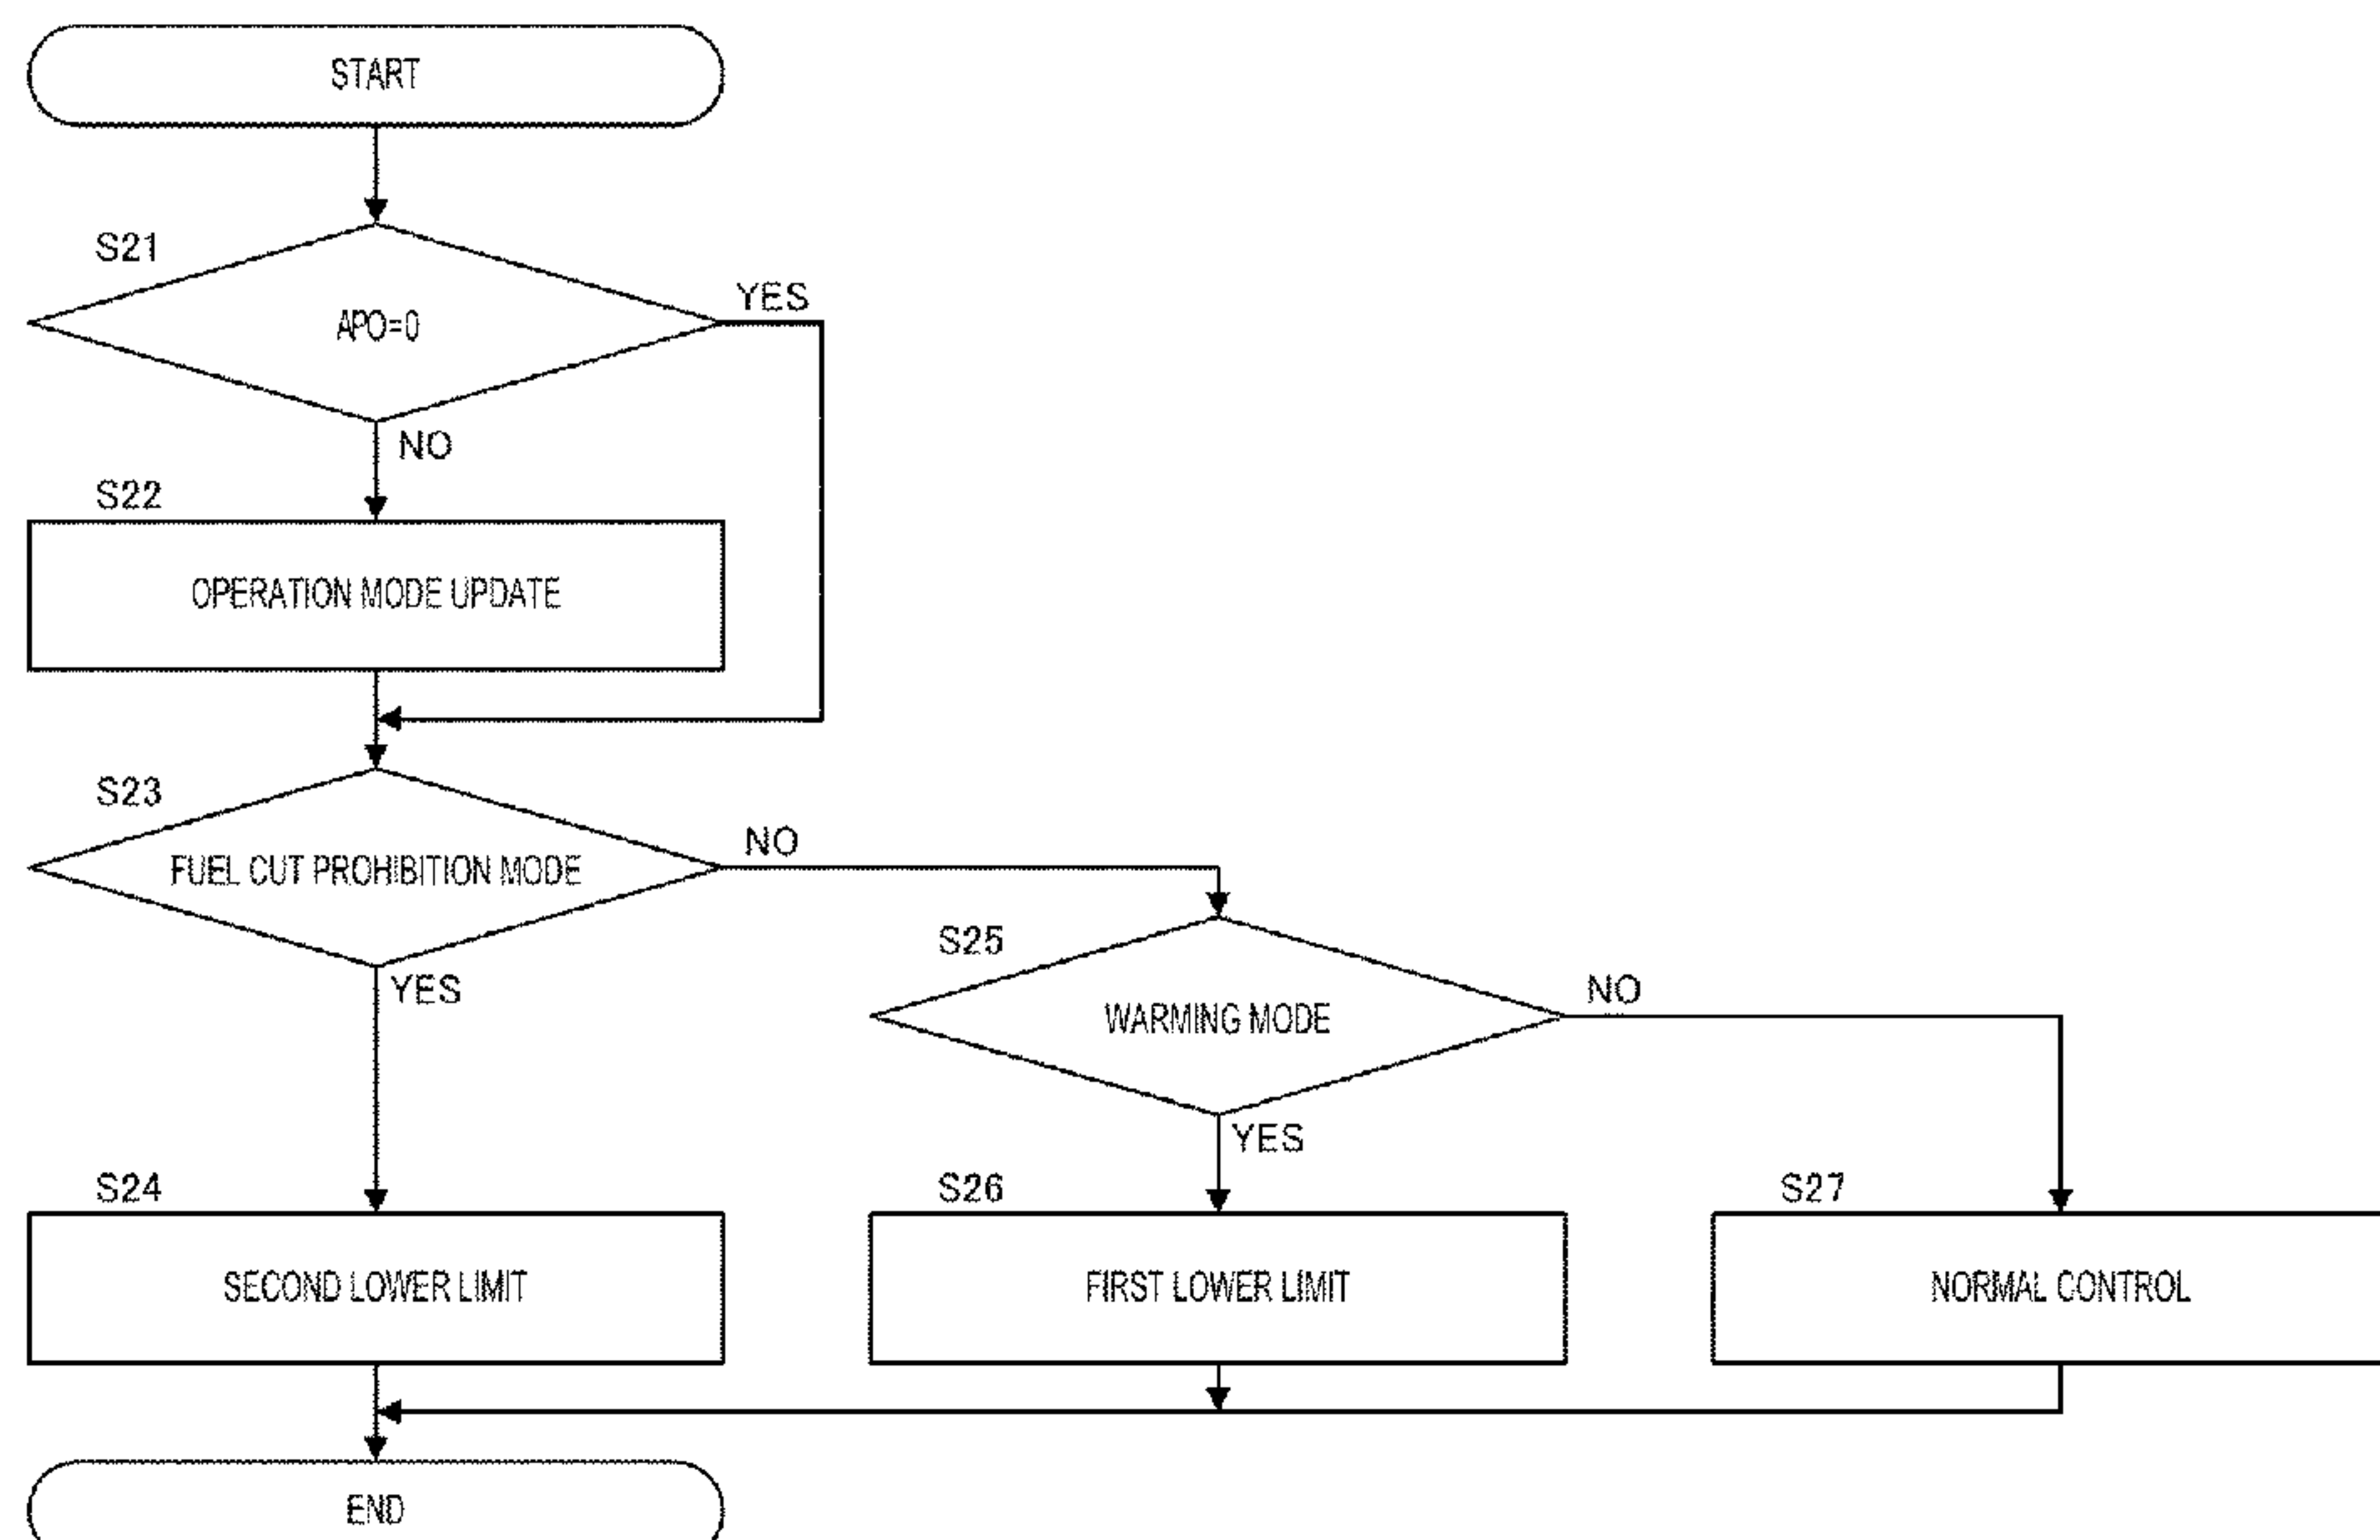 START
S21
APO=0
YES
NO
S22
OPERATION MODE UPDATE
S23
FUEL CUT PROHIBITION MODE
NO
YES
S25
WARMING MODE
NO
YES
S24
SECOND LOWER LIMIT
S26
FIRST LOWER LIMIT
S27
NORMAL CONTROL
END